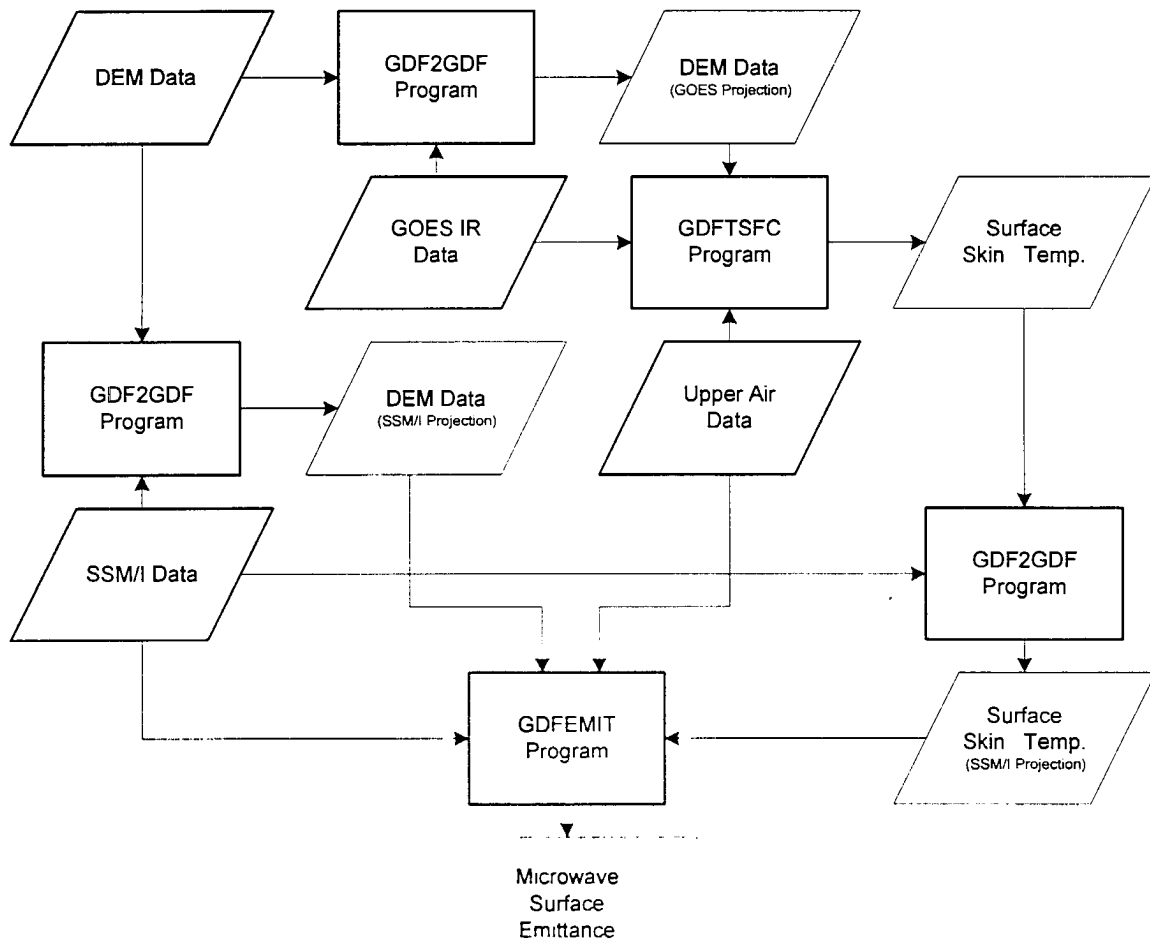 DEM Data
GDF2GDF
Program
DEM Data
(GOES Projection)
GOES IR
Data
GDFTSFC
Program
Surface
Skin Temp.
GDF2GDF
Program
DEM Data
(SSM/I Projection)
Upper Air
Data
SSM/I Data
GDF2GDF
Program
GDFEMIT
Program
Surface
Skin Temp.
(SSM/I Projection)
Microwave
Surface
Emittance